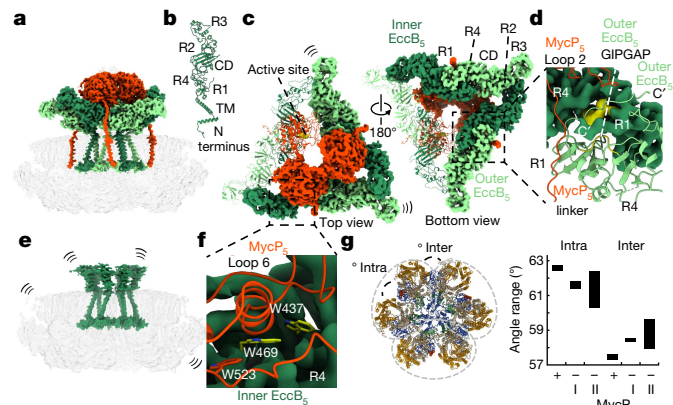 a
b
R3
R2
CD
R4
R1
TM
N
terminus
c
Inner EccB5
R4
R1
CD
R2
R3
Active site
180°
Outer
EccB5
Top view
Bottom view
d
Outer
EccB5
MycP5
GIPGAP
Loop 2
Outer
EccB5
R4
C′
C′
R1
R1
MycP5
linker
R4
e
f
MycP5
Loop 6
W437
W469
W523
R4
Inner EccB5
g
° Inter
° Intra
Intra Inter
Angle range (°)
63
61
59
57
+ – – + – –
I II I II